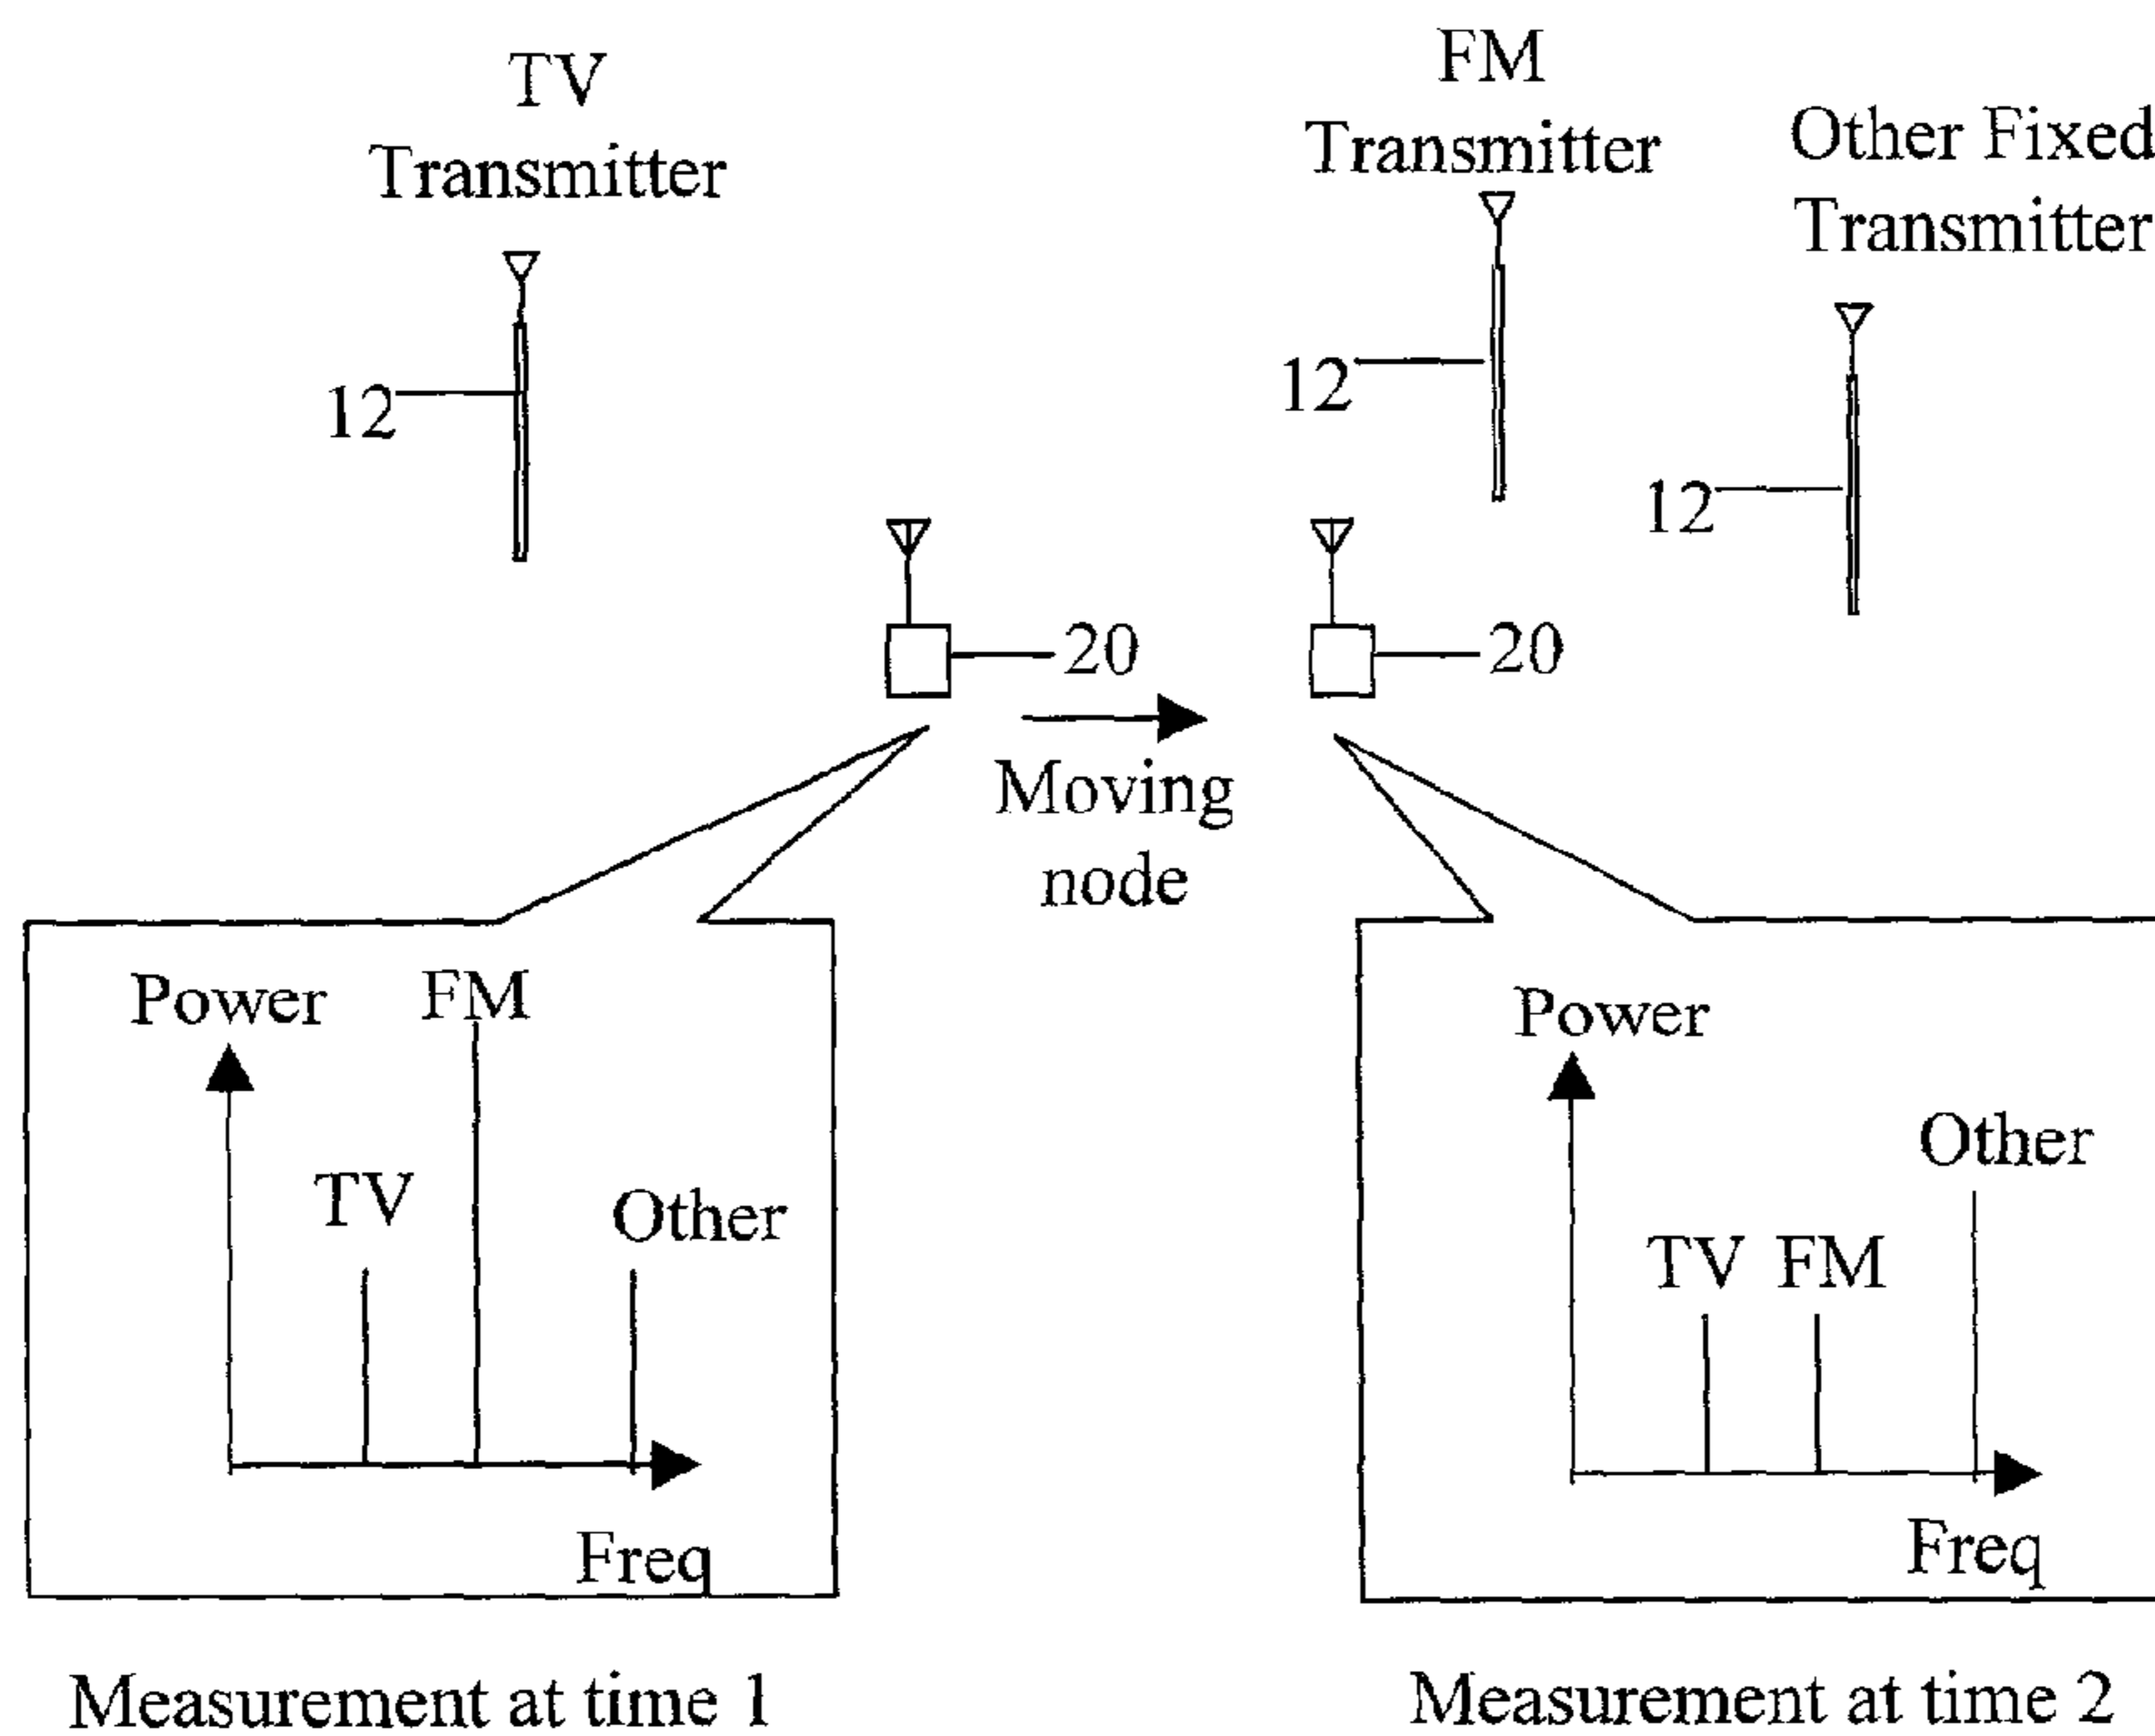 TV
Transmitter
FM
Transmitter
Other Fixed
Transmitter
12
12
12
20
20
Moving
node
Power
FM
TV
Other
Freq
Power
Other
TV FM
Freq
Measurement at time 1
Measurement at time 2